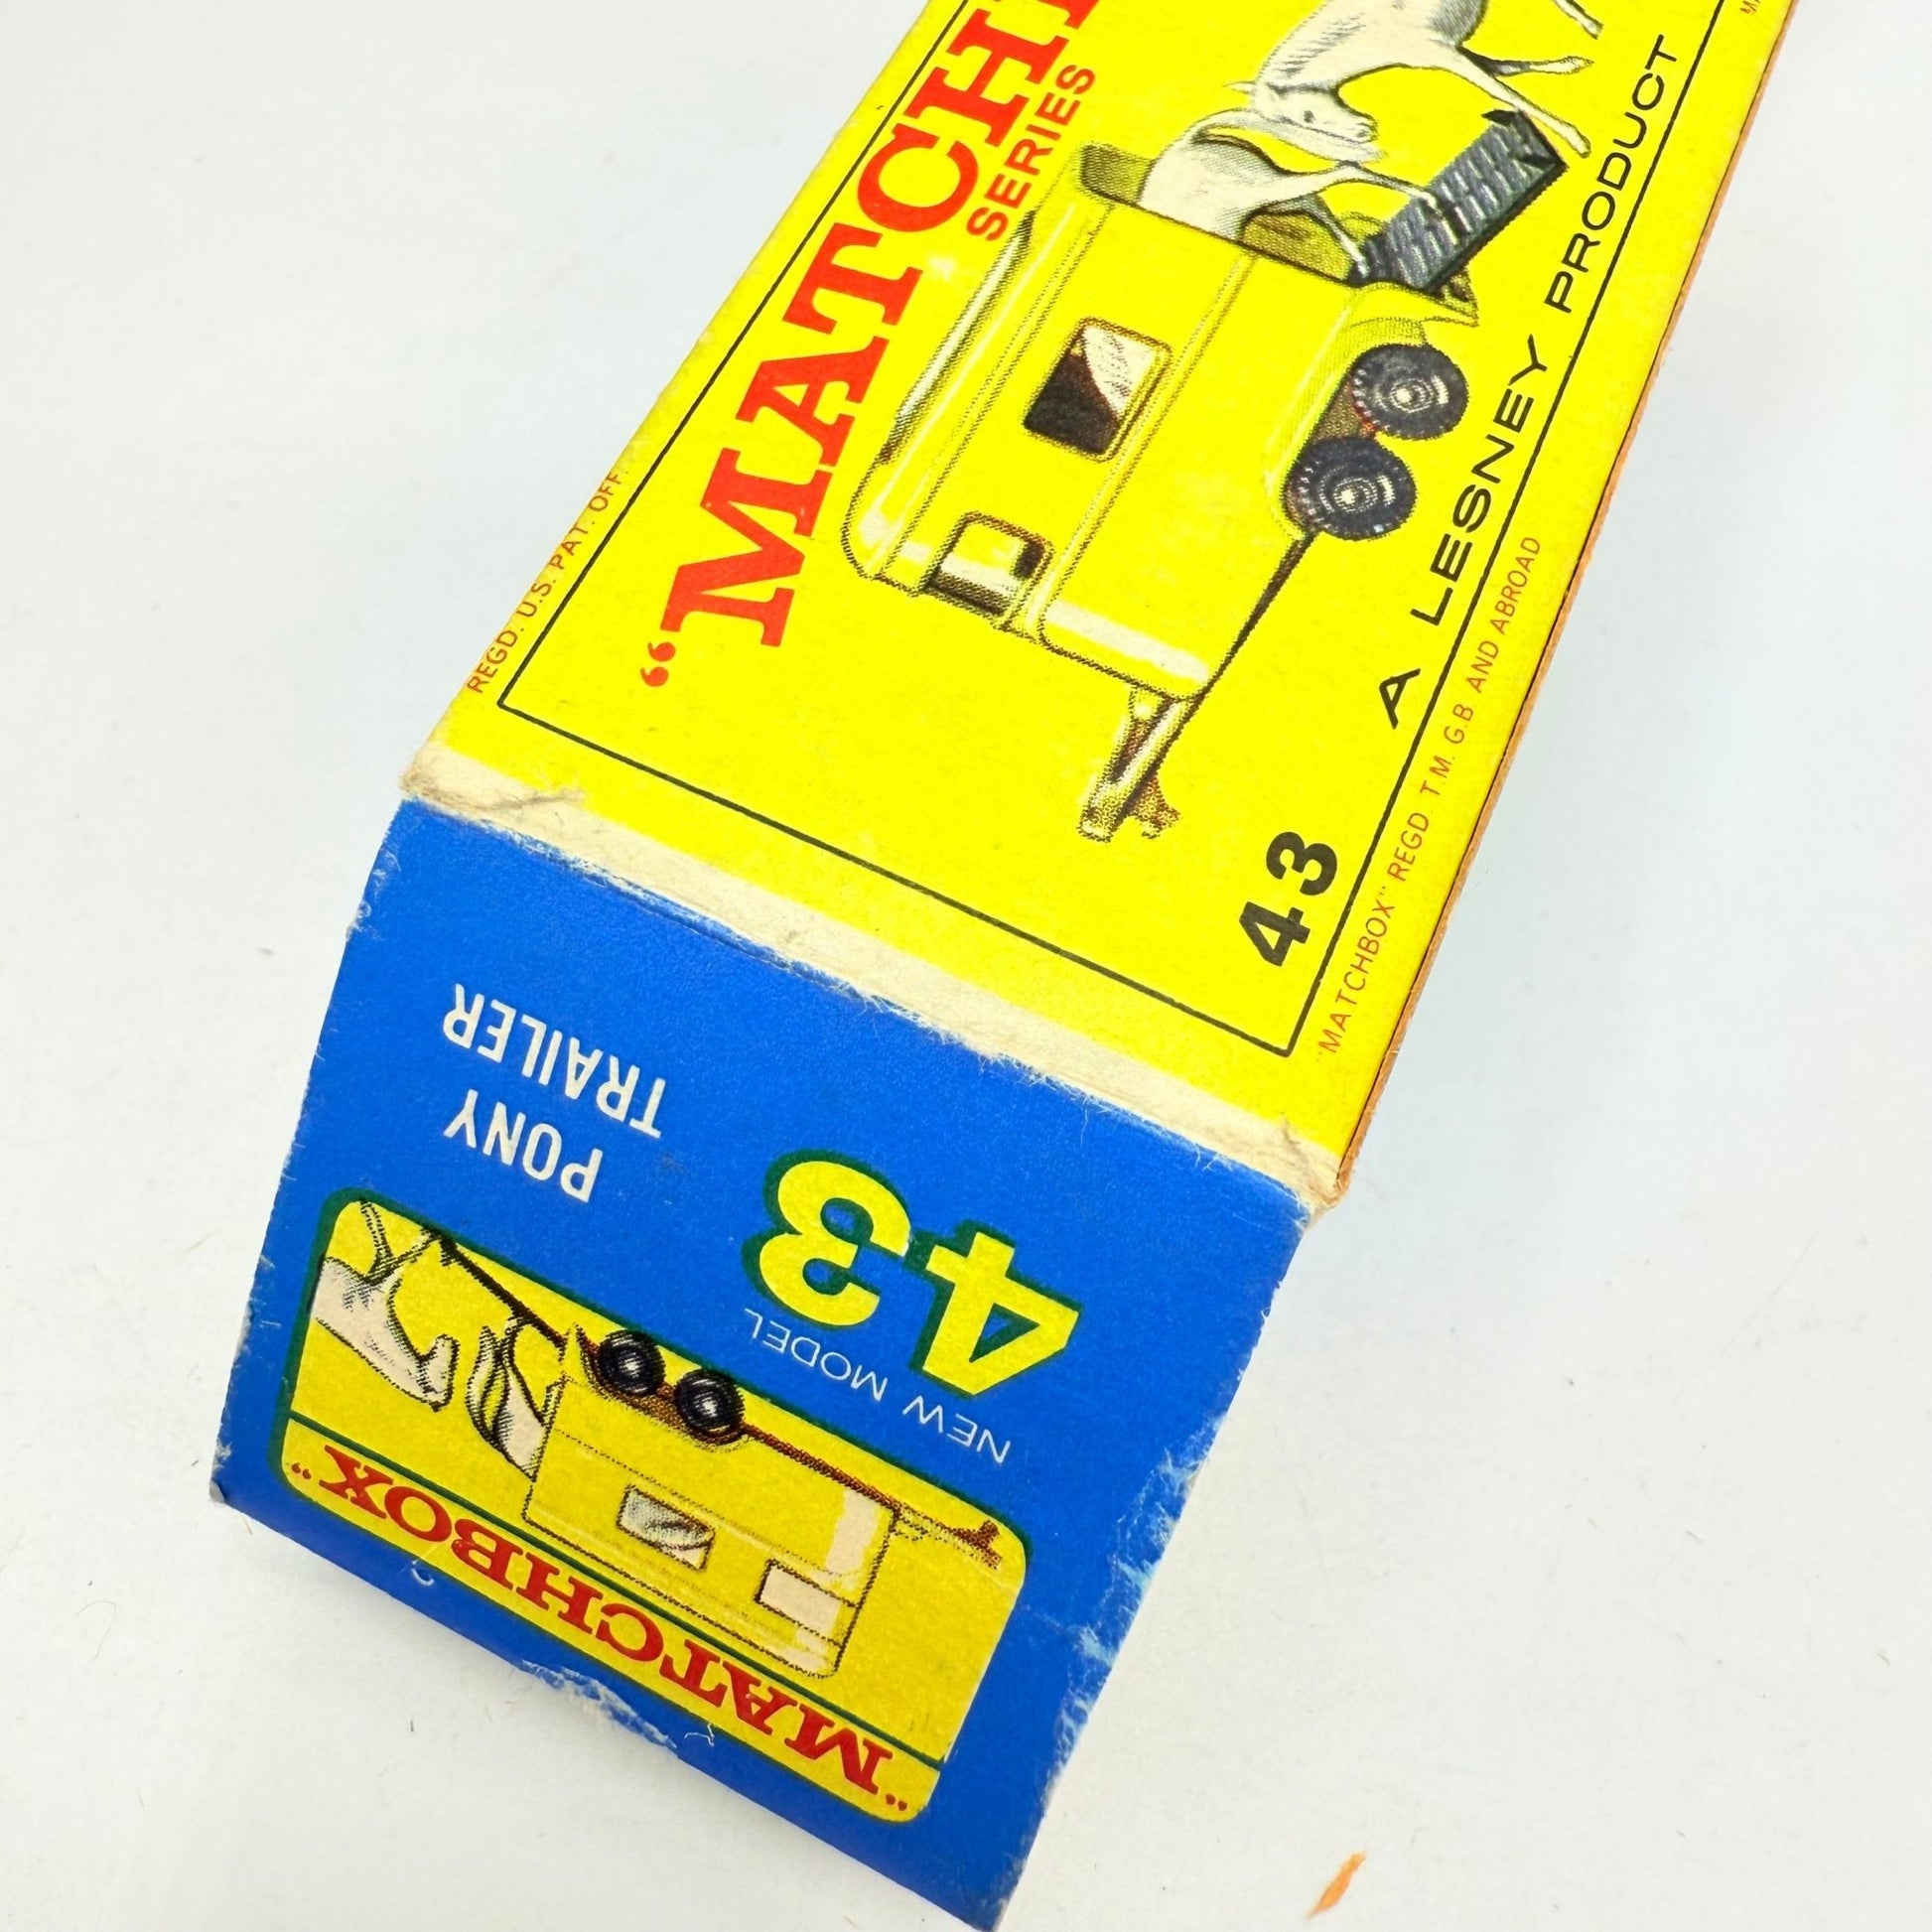 REGD. U.S. PAT. OFF.
"MATCH
SERIES
A LESNEY PRODUCT
43
"MATCHBOX" REGD. T.M. G.B. AND ABROAD
"MATCHBOX"
NEW MODEL
43
PONY
TRAILER